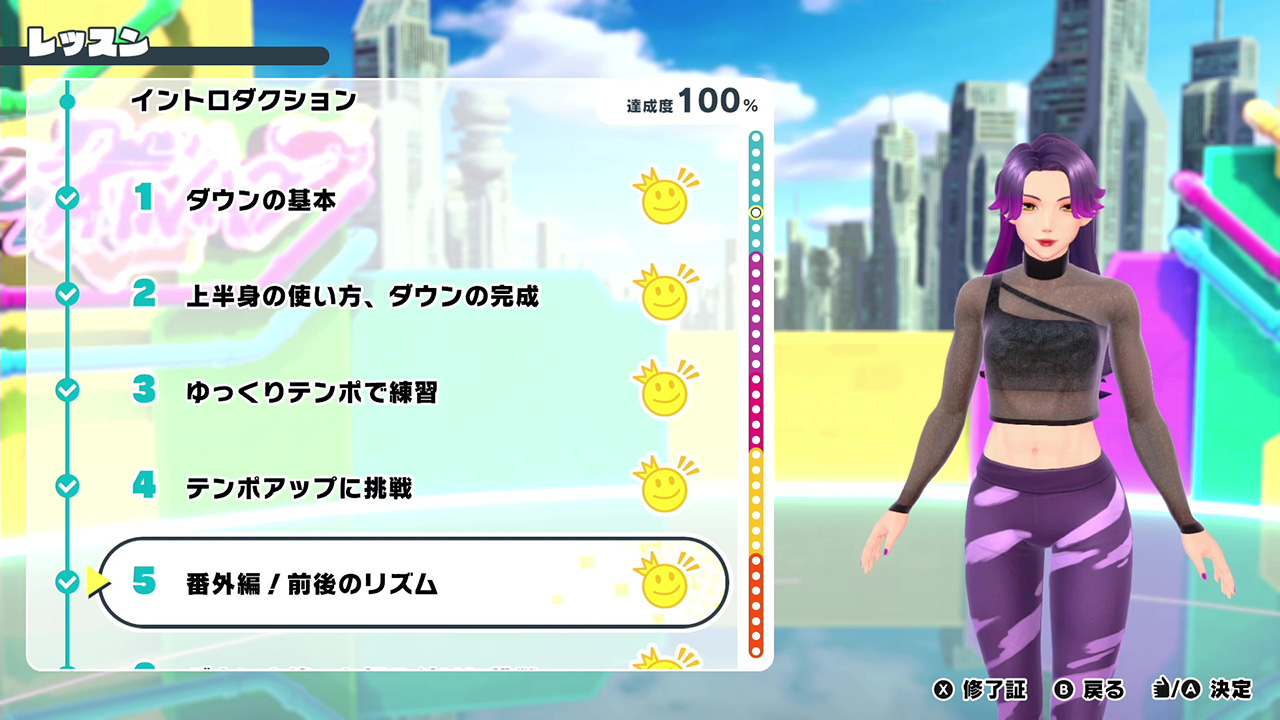 レッスン
イントロダクション
達成度100%
1 ダウンの基本
2 上半身の使い方、ダウンの完成
3 ゆっくりテンポで練習
4 テンポアップに挑戦
5 番外編！前後のリズム
X 修了証 B 戻る /A 決定